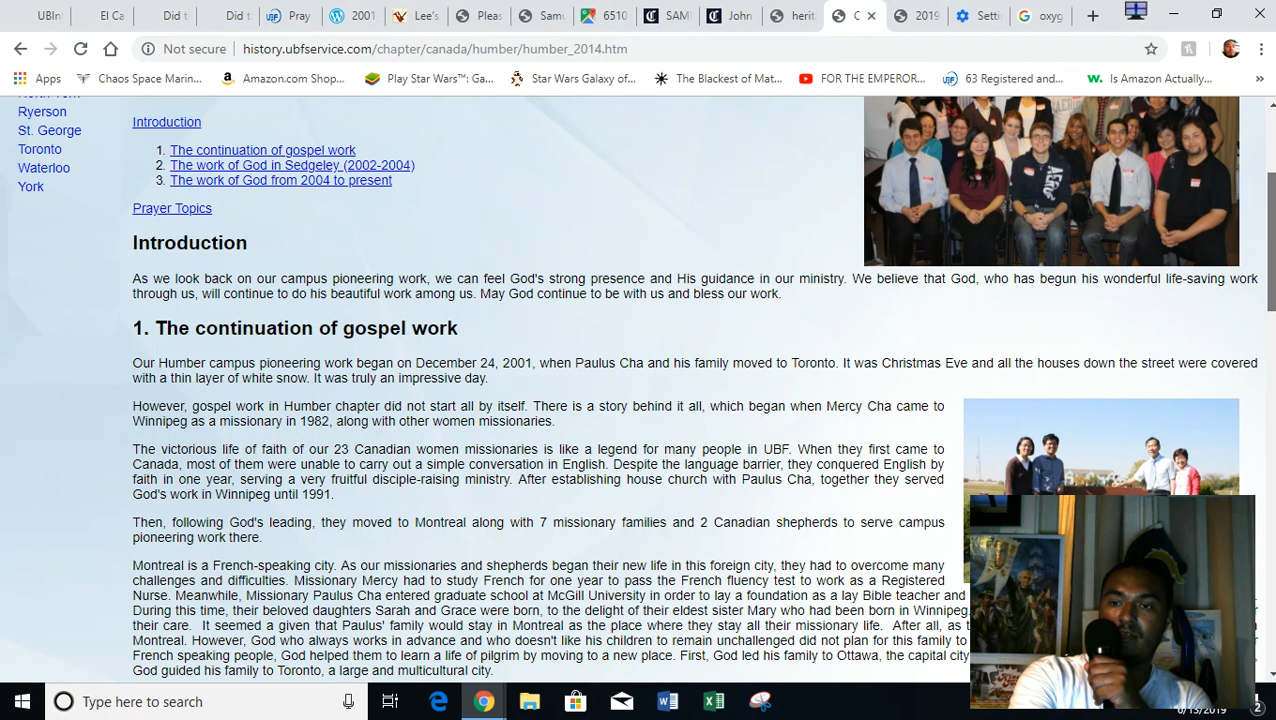 UBInf El Ca Did t Did t Pray 2001 Lee's Pleas Samu 6510 SAM John herit C 2019 Setti oxyg
Not secure history.ubfservice.com/chapter/canada/humber/humber_2014.htm
Apps Chaos Space Marin... Amazon.com Shop... Play Star Wars™: Ga... Star Wars Galaxy of... The Blackest of Mat... FOR THE EMPEROR... 63 Registered and... Is Amazon Actually... »
Ryerson
St. George
Toronto
Waterloo
York
Introduction
1. The continuation of gospel work
2. The work of God in Sedgeley (2002-2004)
3. The work of God from 2004 to present
Prayer Topics
Introduction
As we look back on our campus pioneering work, we can feel God's strong presence and His guidance in our ministry. We believe that God, who has begun his wonderful life-saving work
through us, will continue to do his beautiful work among us. May God continue to be with us and bless our work.
1. The continuation of gospel work
Our Humber campus pioneering work began on December 24, 2001, when Paulus Cha and his family moved to Toronto. It was Christmas Eve and all the houses down the street were covered
with a thin layer of white snow. It was truly an impressive day.
However, gospel work in Humber chapter did not start all by itself. There is a story behind it all, which began when Mercy Cha came to
Winnipeg as a missionary in 1982, along with other women missionaries.
The victorious life of faith of our 23 Canadian women missionaries is like a legend for many people in UBF. When they first came to
Canada, most of them were unable to carry out a simple conversation in English. Despite the language barrier, they conquered English by
faith in one year, serving a very fruitful disciple-raising ministry. After establishing house church with Paulus Cha, together they served
God's work in Winnipeg until 1991.
Then, following God's leading, they moved to Montreal along with 7 missionary families and 2 Canadian shepherds to serve campus
pioneering work there.
Montreal is a French-speaking city. As our missionaries and shepherds began their new life in this foreign city, they had to overcome many
challenges and difficulties. Missionary Mercy had to study French for one year to pass the French fluency test to work as a Registered
Nurse. Meanwhile, Missionary Paulus Cha entered graduate school at McGill University in order to lay a foundation as a lay Bible teacher and
During this time, their beloved daughters Sarah and Grace were born, to the delight of their eldest sister Mary who had been born in Winnipeg.
their care. It seemed a given that Paulus' family would stay in Montreal as the place where they stay all their missionary life. After all, as t
Montreal. However, God who always works in advance and who doesn't like his children to remain unchallenged did not plan for this family to
French speaking people. God helped them to learn a life of pilgrim by moving to a new place. First, God led his family to Ottawa, the capital city
God guided his family to Toronto, a large and multicultural city.
Type here to search
6/13/2019